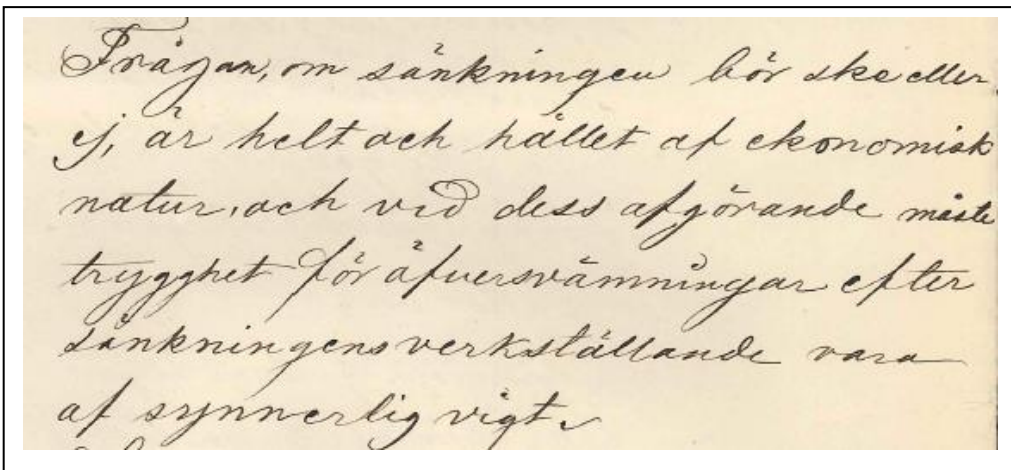 Frågan, om sänkningen bör ske eller
ej, är helt och hållet af ekonomisk
natur, och vid dess afgörande måste
trygghet för öfversvämningar efter
sänkningens verkställande vara
af synnerlig vigt.